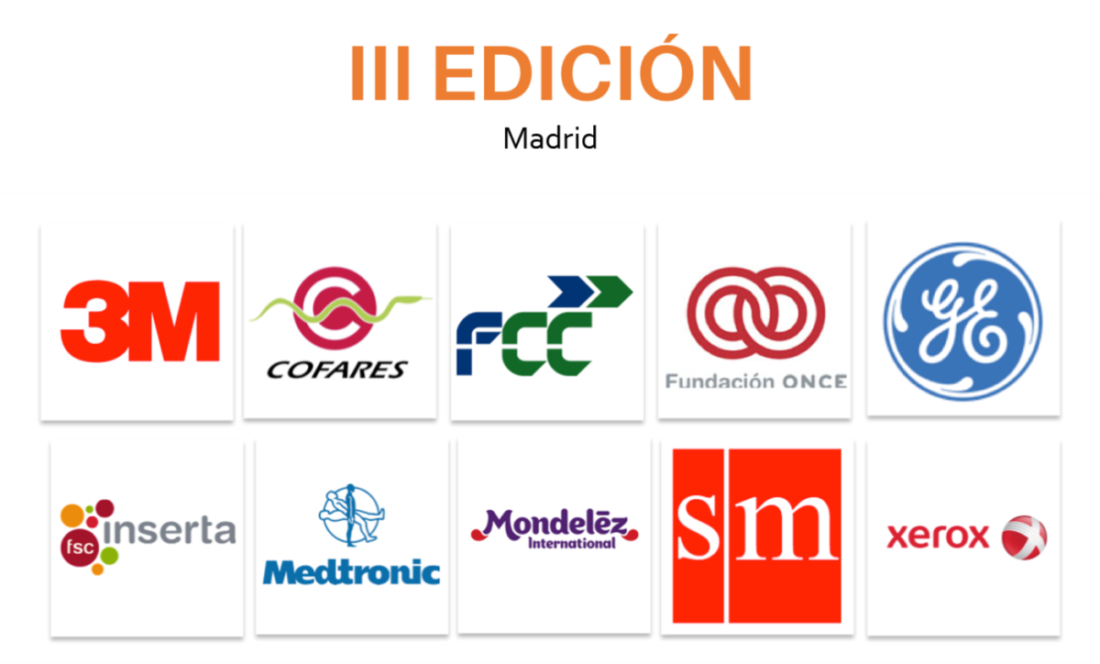 III EDICIÓN
Madrid
3M
C
COFARES
FCC
Fundación ONCE
GE
fsc inserta
Medtronic
Mondelēz
International
sm
xerox